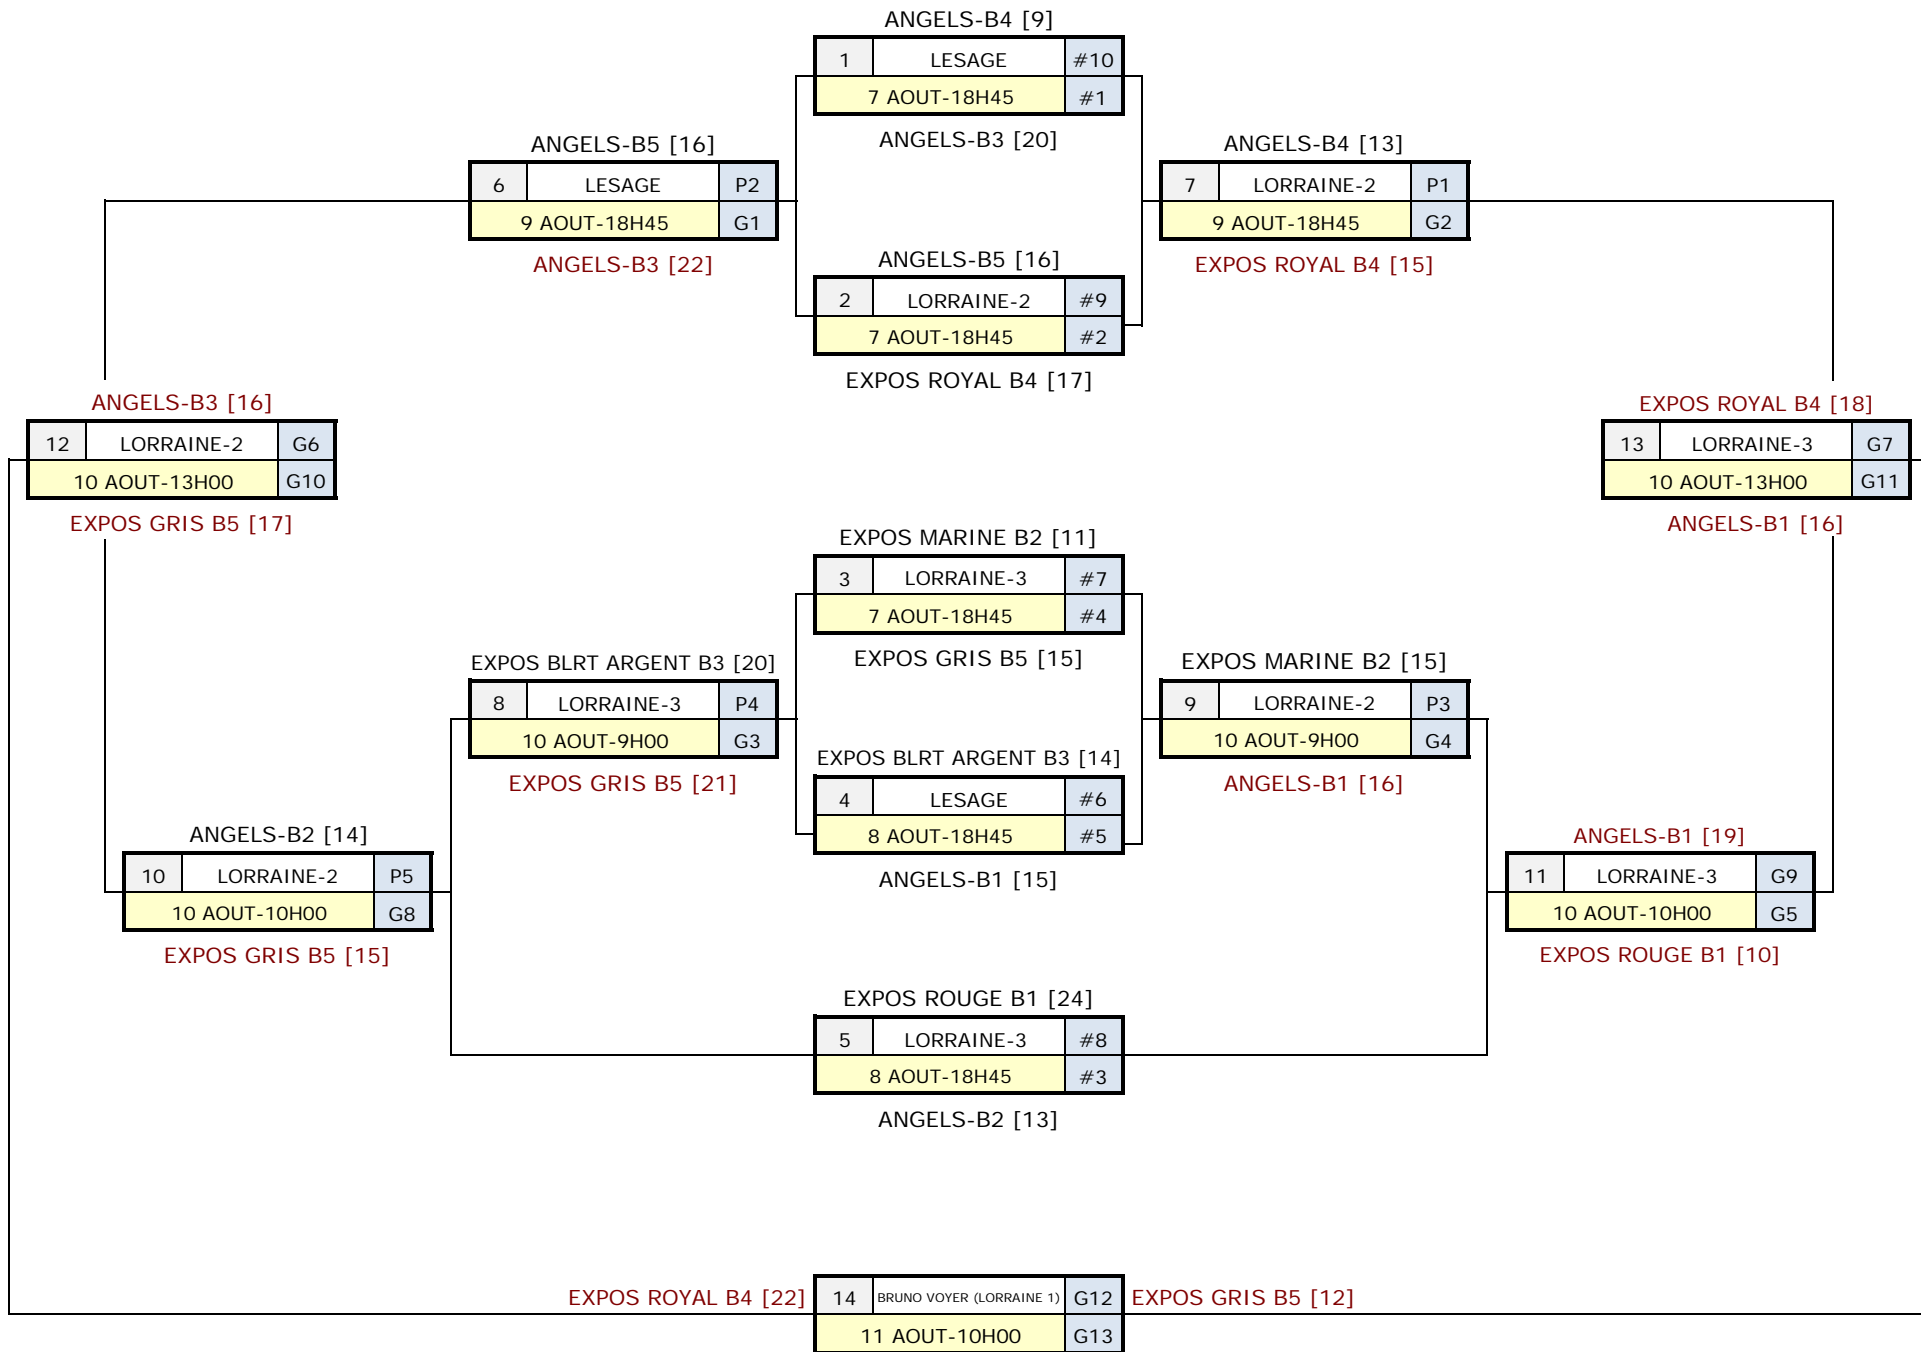 ANGELS-B4 [9]
1 LESAGE #10
7 AOUT-18H45 #1
ANGELS-B3 [20]
ANGELS-B5 [16]
6 LESAGE P2
9 AOUT-18H45 G1
ANGELS-B3 [22]
ANGELS-B4 [13]
7 LORRAINE-2 P1
9 AOUT-18H45 G2
EXPOS ROYAL B4 [15]
ANGELS-B5 [16]
2 LORRAINE-2 #9
7 AOUT-18H45 #2
EXPOS ROYAL B4 [17]
ANGELS-B3 [16]
12 LORRAINE-2 G6
10 AOUT-13H00 G10
EXPOS GRIS B5 [17]
EXPOS ROYAL B4 [18]
13 LORRAINE-3 G7
10 AOUT-13H00 G11
ANGELS-B1 [16]
EXPOS MARINE B2 [11]
3 LORRAINE-3 #7
7 AOUT-18H45 #4
EXPOS GRIS B5 [15]
EXPOS BLRT ARGENT B3 [20]
8 LORRAINE-3 P4
10 AOUT-9H00 G3
EXPOS GRIS B5 [21]
EXPOS MARINE B2 [15]
9 LORRAINE-2 P3
10 AOUT-9H00 G4
ANGELS-B1 [16]
EXPOS BLRT ARGENT B3 [14]
4 LESAGE #6
8 AOUT-18H45 #5
ANGELS-B1 [15]
ANGELS-B2 [14]
10 LORRAINE-2 P5
10 AOUT-10H00 G8
EXPOS GRIS B5 [15]
ANGELS-B1 [19]
11 LORRAINE-3 G9
10 AOUT-10H00 G5
EXPOS ROUGE B1 [10]
EXPOS ROUGE B1 [24]
5 LORRAINE-3 #8
8 AOUT-18H45 #3
ANGELS-B2 [13]
EXPOS ROYAL B4 [22] 14 BRUNO VOYER (LORRAINE 1) G12 EXPOS GRIS B5 [12]
11 AOUT-10H00 G13